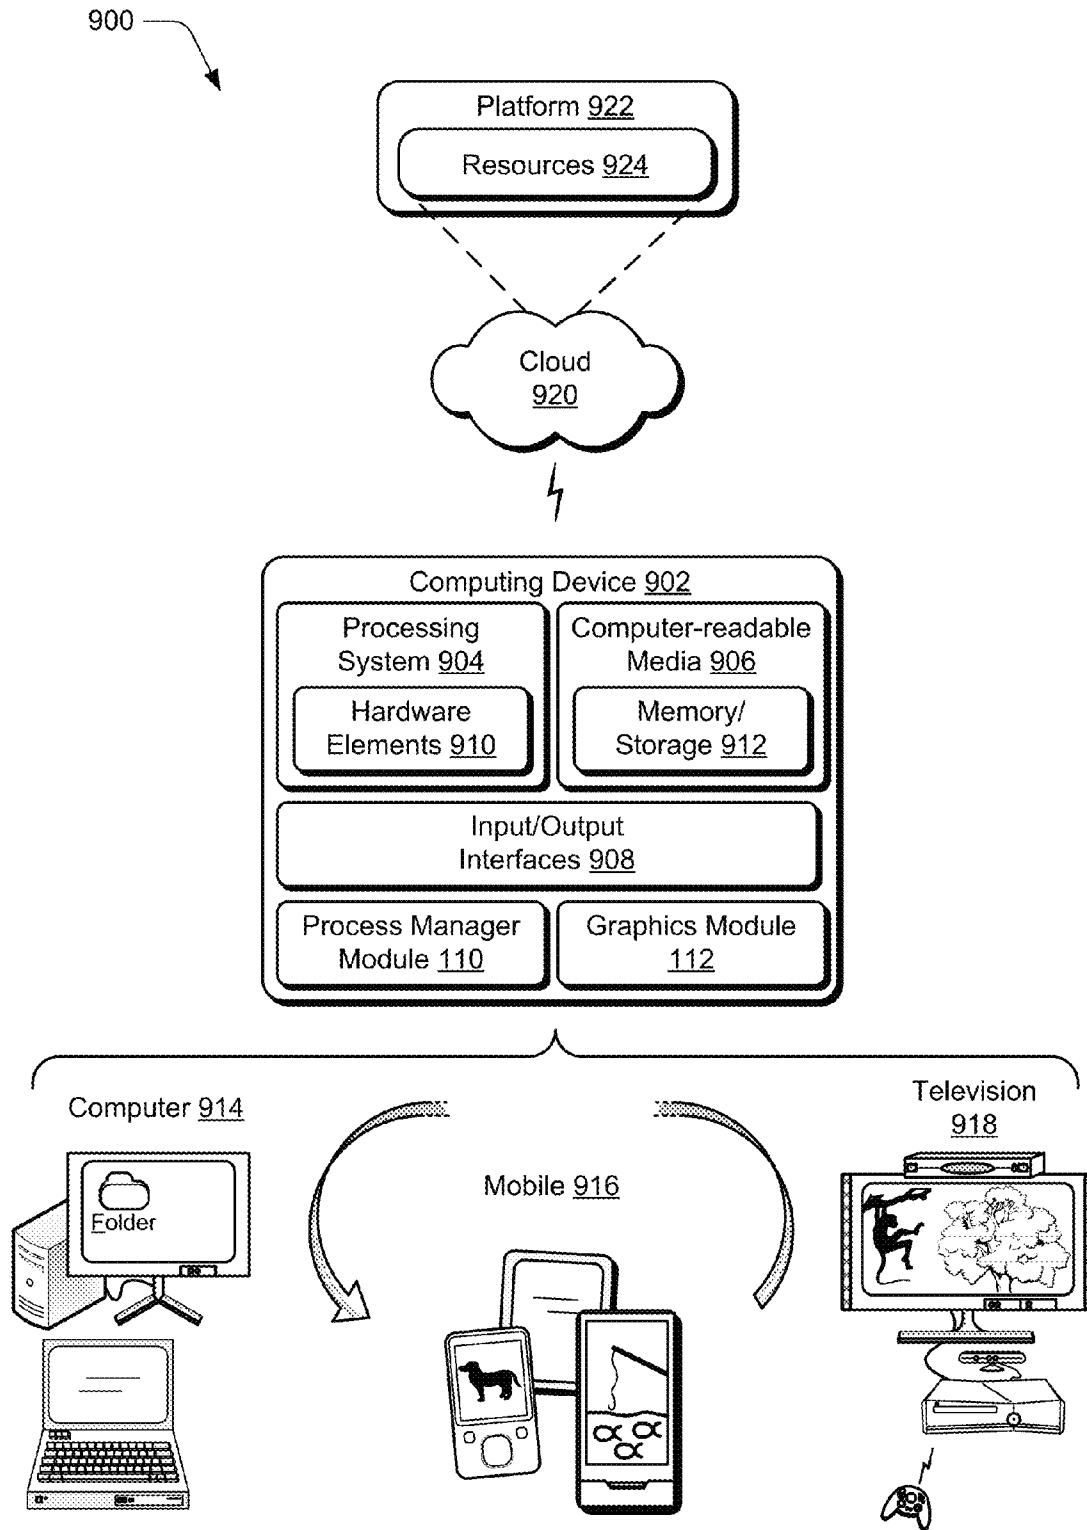 900
Platform 922
Resources 924
Cloud
920
Computing Device 902
Processing
System 904
Hardware
Elements 910
Computer-readable
Media 906
Memory/
Storage 912
Input/Output
Interfaces 908
Process Manager
Module 110
Graphics Module
112
Computer 914
Folder
Mobile 916
Television
918